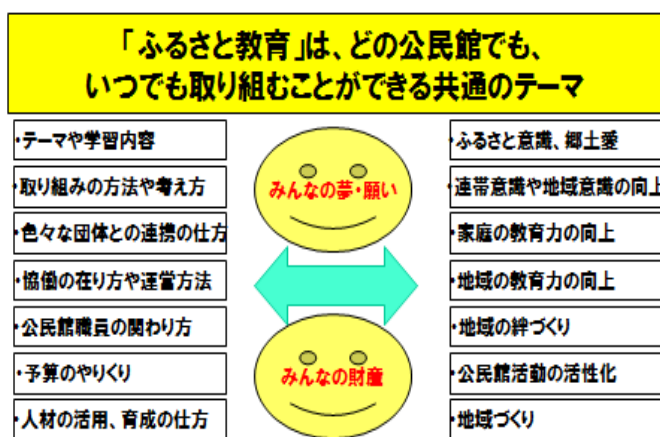 「ふるさと教育」は、どの公民館でも、
いつでも取り組むことができる共通のテーマ
・テーマや学習内容
・取り組みの方法や考え方
・色々な団体との連携の仕方
・協働の在り方や運営方法
・公民館職員の関わり方
・予算のやりくり
・人材の活用、育成の仕方
みんなの夢・願い
みんなの財産
・ふるさと意識、郷土愛
・連帯意識や地域意識の向上
・家庭の教育力の向上
・地域の教育力の向上
・地域の絆づくり
・公民館活動の活性化
・地域づくり